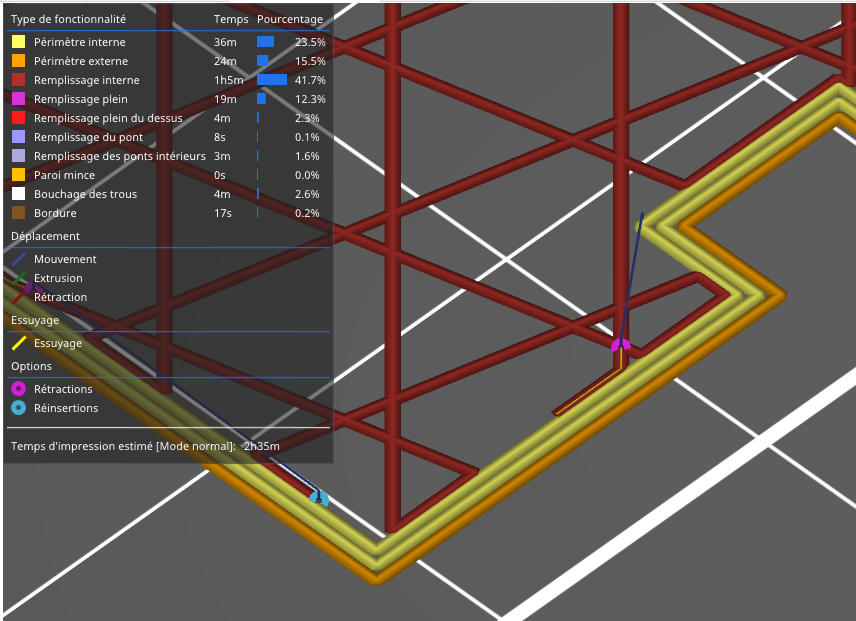 Type de fonctionnalité Temps Pourcentage
Périmètre interne 36m 23.5%
Périmètre externe 24m 15.5%
Remplissage interne 1h5m 41.7%
Remplissage plein 19m 12.3%
Remplissage plein du dessus 4m 2.3%
Remplissage du pont 8s 0.1%
Remplissage des ponts intérieurs 3m 1.6%
Paroi mince 0s 0.0%
Bouchage des trous 4m 2.6%
Bordure 17s 0.2%
Déplacement
Mouvement
Extrusion
Rétraction
Essuyage
Essuyage
Options
Rétractions
Réinsertions
Temps d'impression estimé [Mode normal]: 2h35m